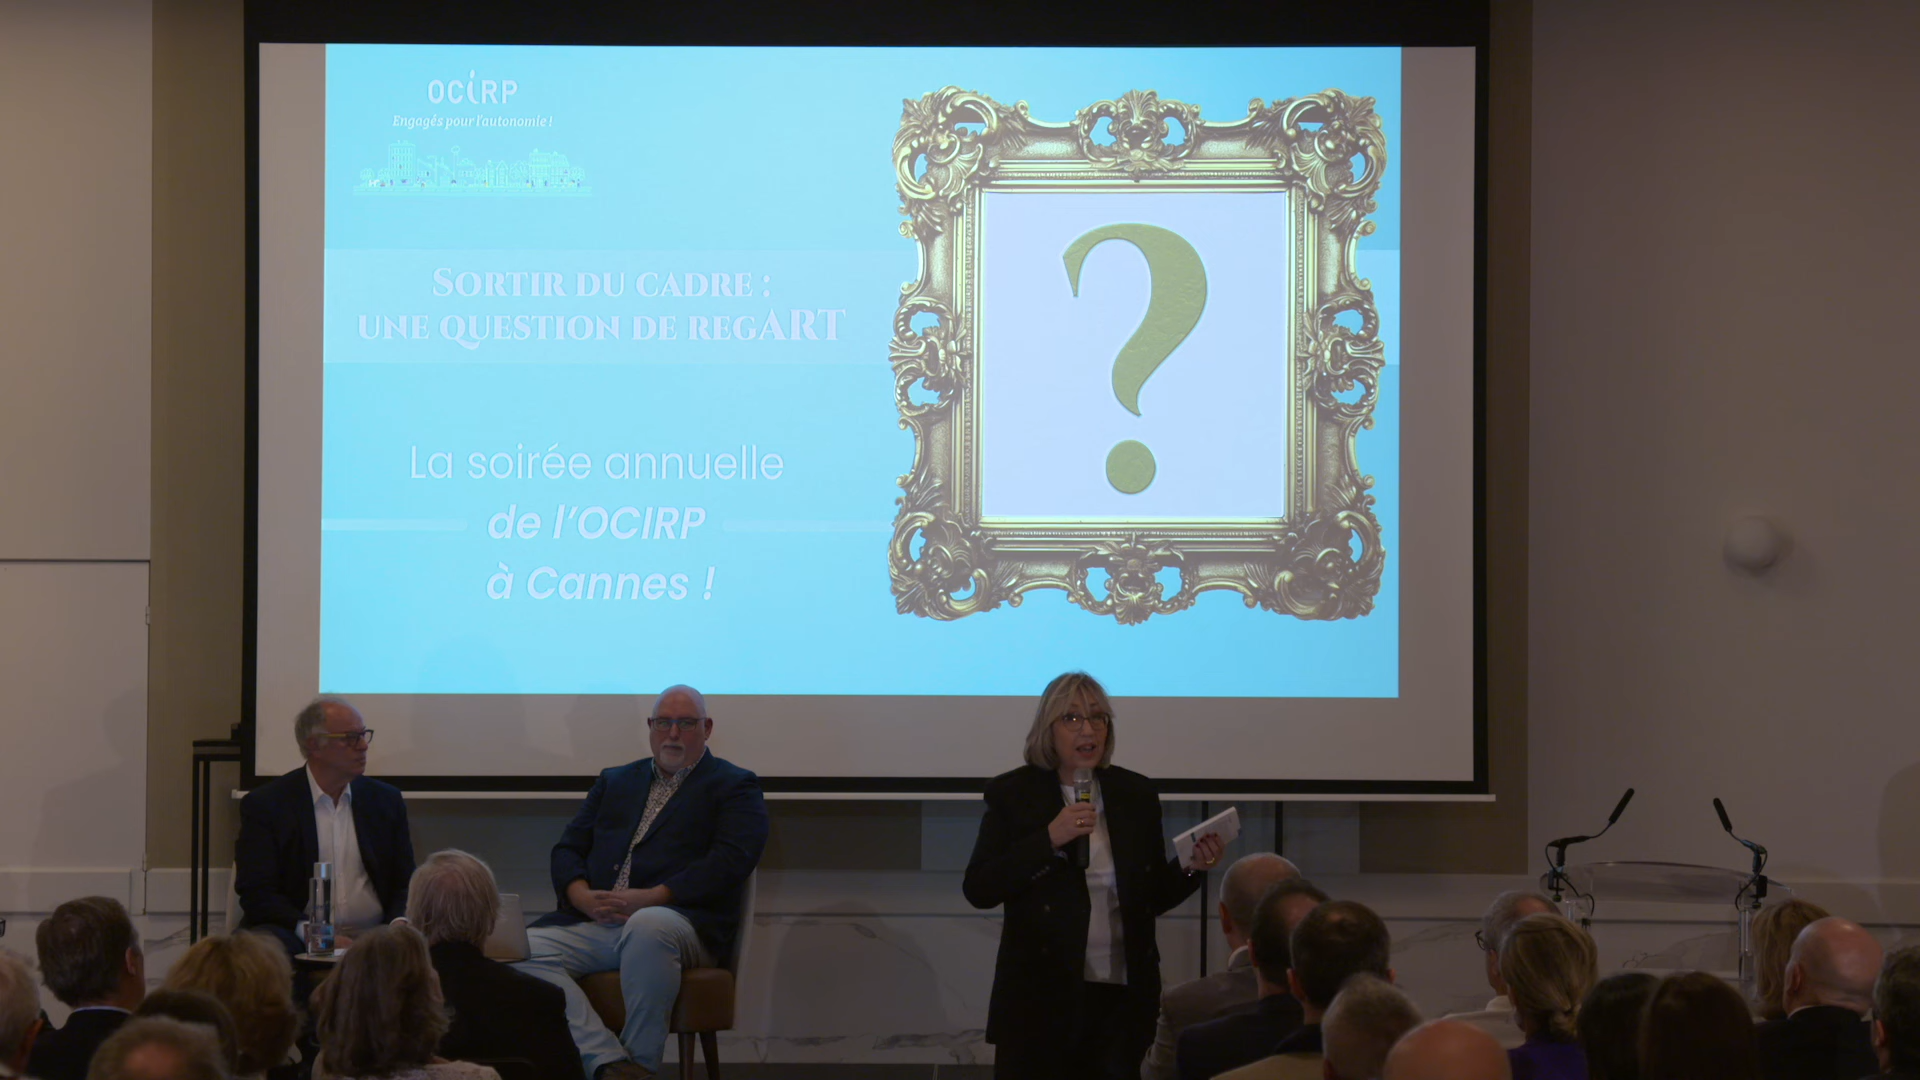 OCiRP
Engagés pour l'autonomie !
SORTIR DU CADRE :
UNE QUESTION DE REGART
La soirée annuelle
de l'OCIRP
à Cannes !
?